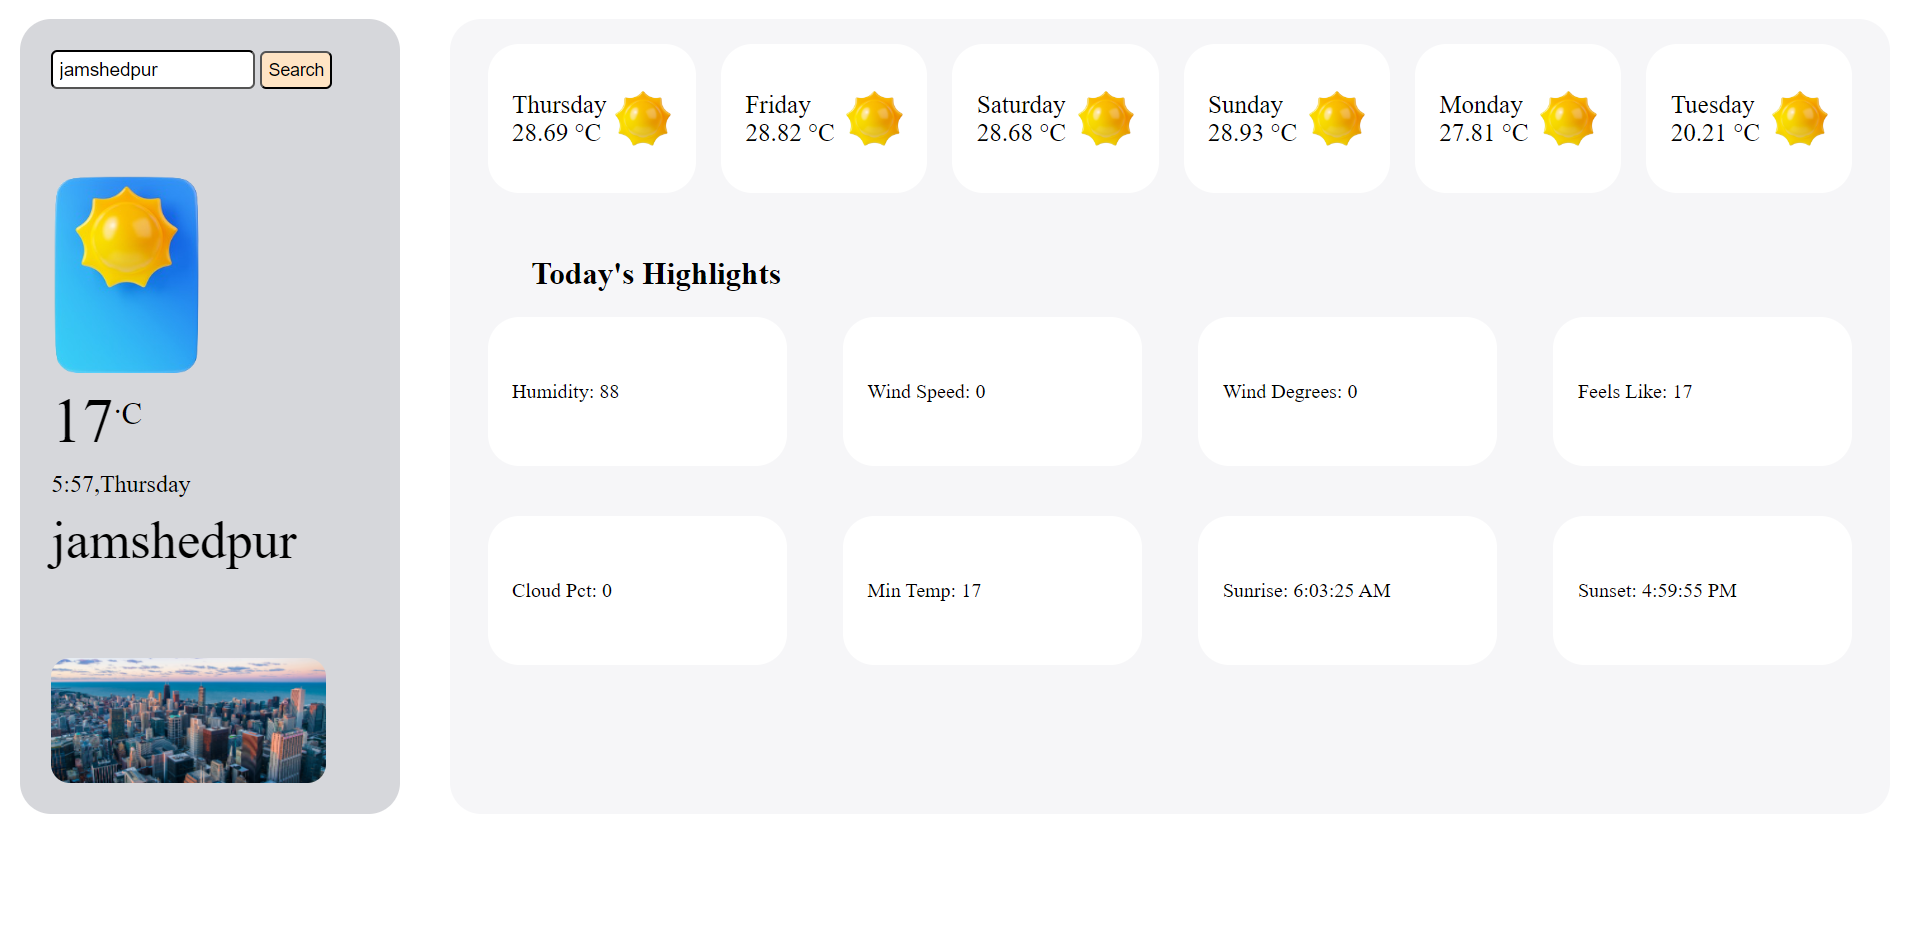 jamshedpur Search
17·C
5:57,Thursday
jamshedpur
Thursday
28.69 °C
Friday
28.82 °C
Saturday
28.68 °C
Sunday
28.93 °C
Monday
27.81 °C
Tuesday
20.21 °C
Today's Highlights
Humidity: 88
Wind Speed: 0
Wind Degrees: 0
Feels Like: 17
Cloud Pct: 0
Min Temp: 17
Sunrise: 6:03:25 AM
Sunset: 4:59:55 PM